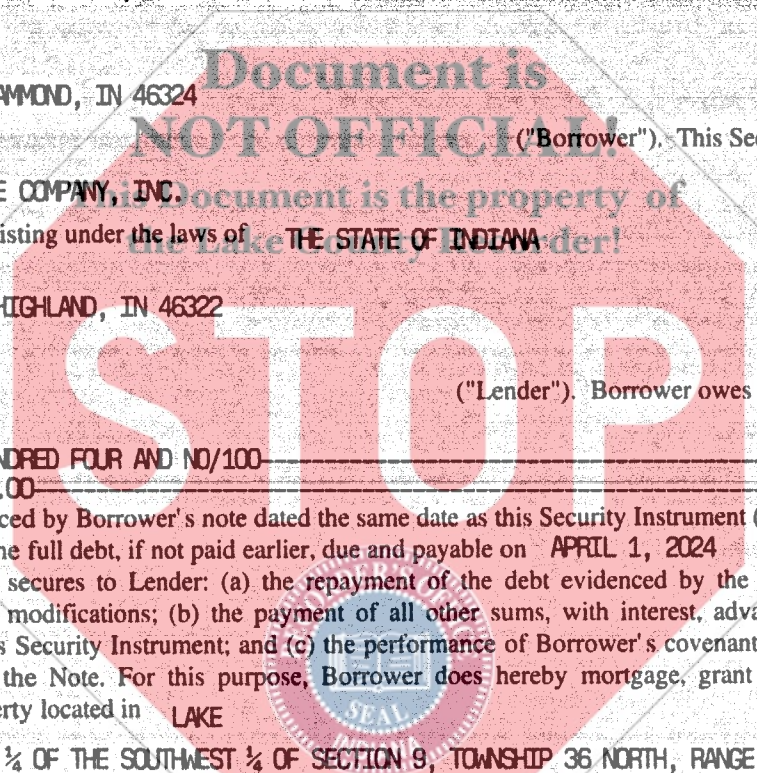 Document is
AMMOND, IN 46324
NOT OFFICIAL!
("Borrower"). This Sec
This Document is the property of
E COMPANY, INC.
isting under the laws of THE STATE OF INDIANA
the Lake County Recorder!
HIGHLAND, IN 46322
STOP
("Lender"). Borrower owes
NDRED FOUR AND NO/100
.00
ced by Borrower's note dated the same date as this Security Instrument (
ne full debt, if not paid earlier, due and payable on APRIL 1, 2024
secures to Lender: (a) the repayment of the debt evidenced by the
modifications; (b) the payment of all other sums, with interest, adva
s Security Instrument; and (c) the performance of Borrower's covenant
the Note. For this purpose, Borrower does hereby mortgage, grant
erty located in LAKE
SEAL
¼ OF THE SOUTHWEST ¼ OF SECTION 9, TOWNSHIP 36 NORTH, RANGE